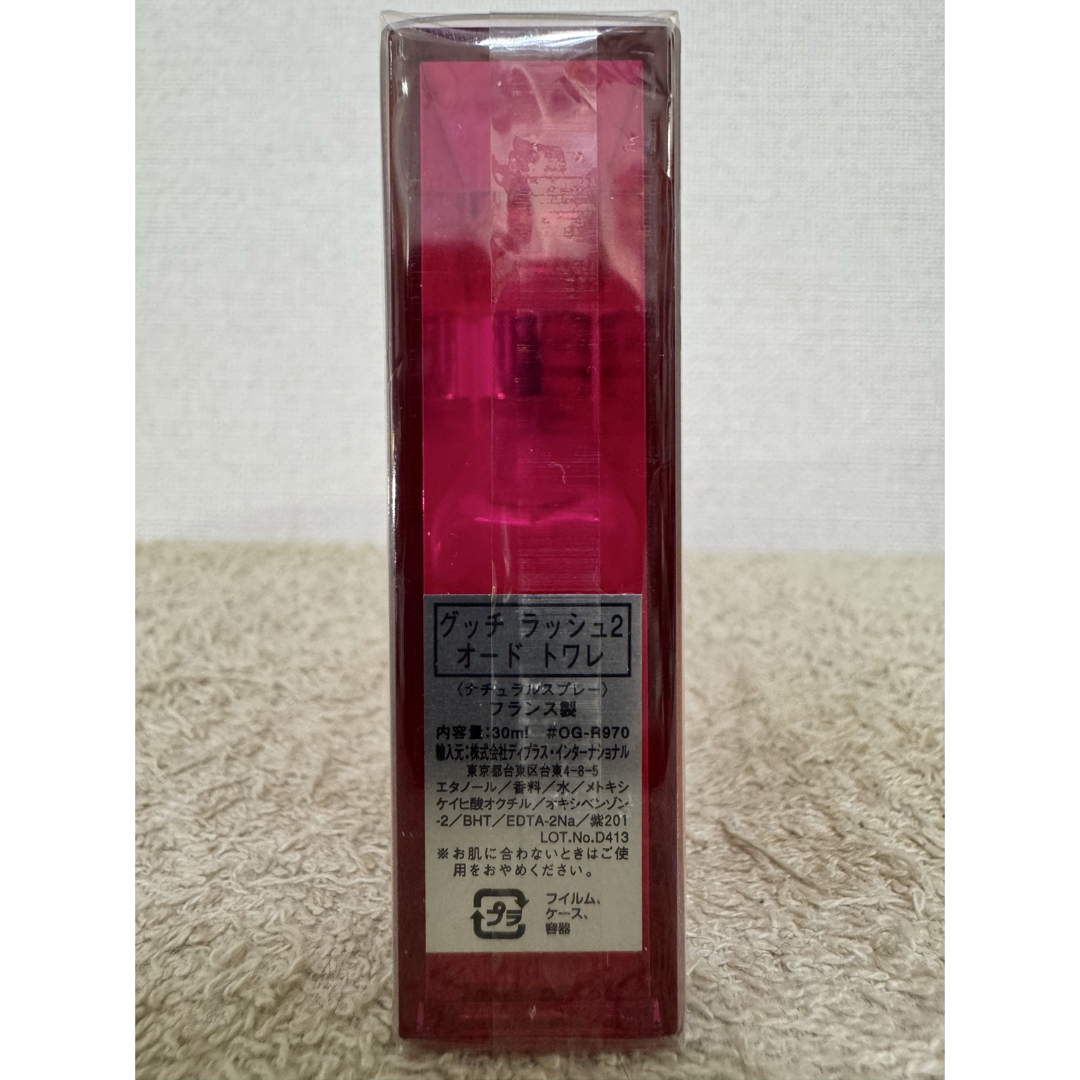 グッチ ラッシュ2
オード トワレ
〈ナチュラルスプレー〉
フランス製
内容量:30ml #OG-R970
輸入元:株式会社ディプラス・インターナショナル
東京都台東区台東4-8-5
エタノール／香料／水／メトキシ
ケイヒ酸オクチル／オキシベンゾン
-2／BHT／EDTA-2Na／紫201
LOT.No.D413
※お肌に合わないときはご使
用をおやめください。
プラ
フイルム、
ケース、
容器